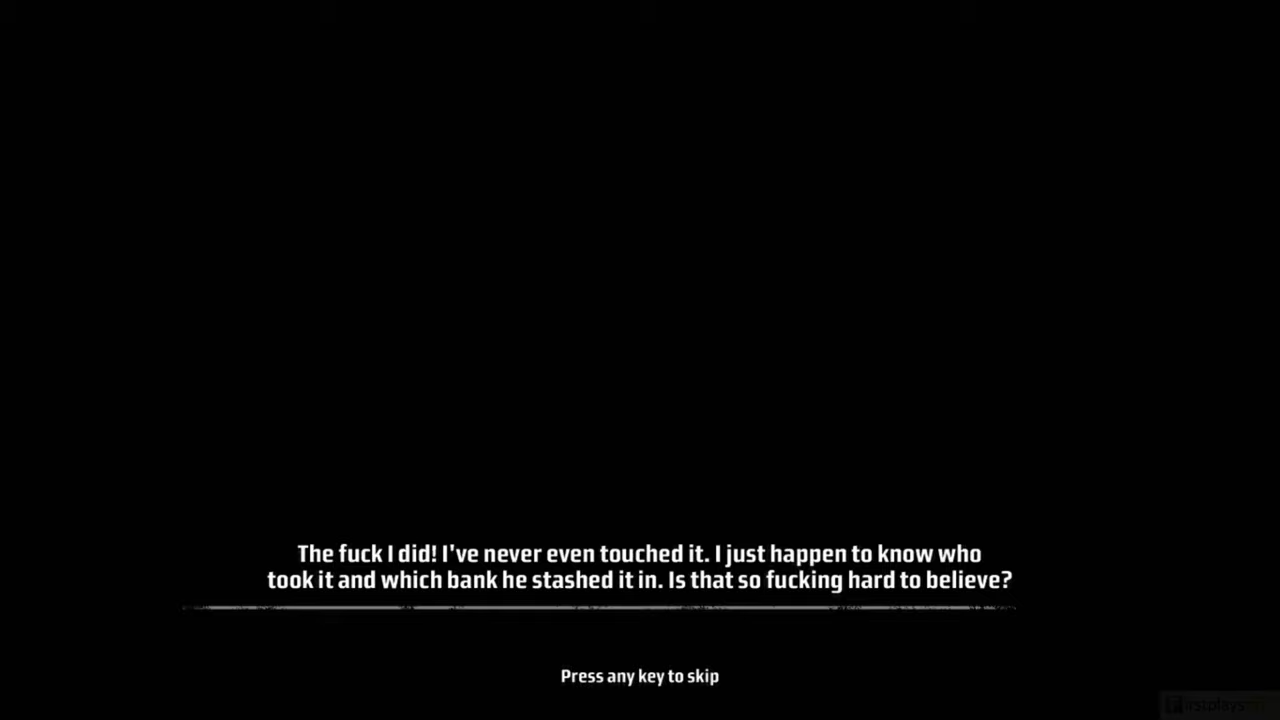 The fuck I did! I've never even touched it. I just happen to know who
took it and which bank he stashed it in. Is that so fucking hard to believe?
Press any key to skip